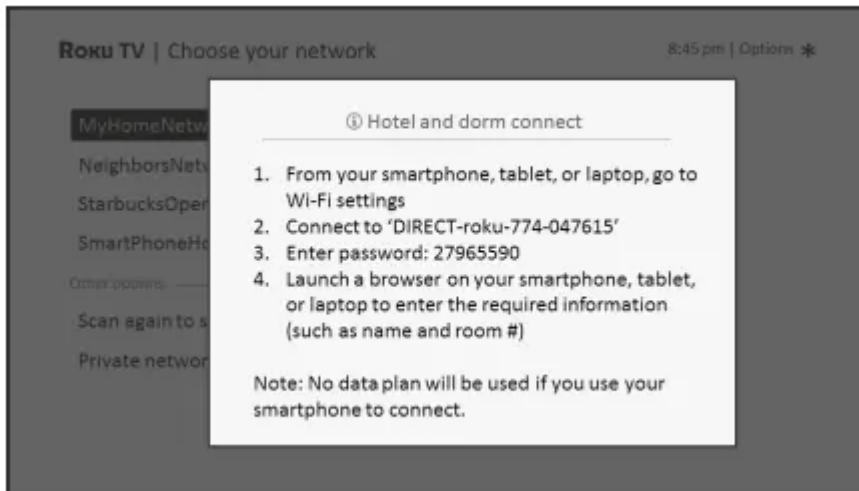 Roku TV | Choose your network
8:45 pm | Options ✱
ⓘ Hotel and dorm connect
1. From your smartphone, tablet, or laptop, go to
Wi-Fi settings
2. Connect to ‘DIRECT-roku-774-047615’
3. Enter password: 27965590
4. Launch a browser on your smartphone, tablet,
or laptop to enter the required information
(such as name and room #)
Note: No data plan will be used if you use your
smartphone to connect.
MyHomeNetw
NeighborsNetw
StarbucksOper
SmartPhoneHo
Other options
Scan again to s
Private networ